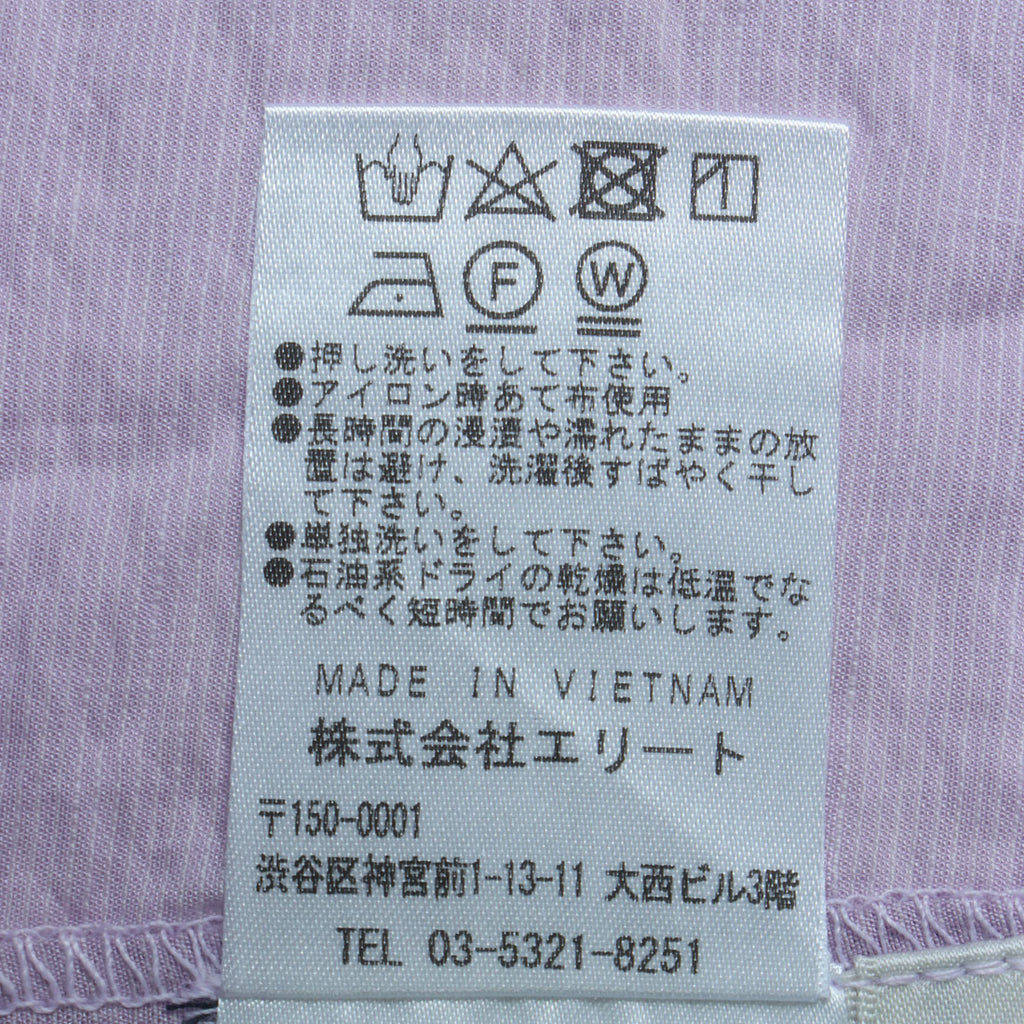 F W
●押し洗いをして下さい。
●アイロン時あて布使用
●長時間の浸漬や濡れたままの放
置は避け、洗濯後すばやく干し
て下さい。
●単独洗いをして下さい。
●石油系ドライの乾燥は低温でな
るべく短時間でお願いします。
MADE IN VIETNAM
株式会社エリート
〒150-0001
渋谷区神宮前1-13-11 大西ビル3階
TEL 03-5321-8251